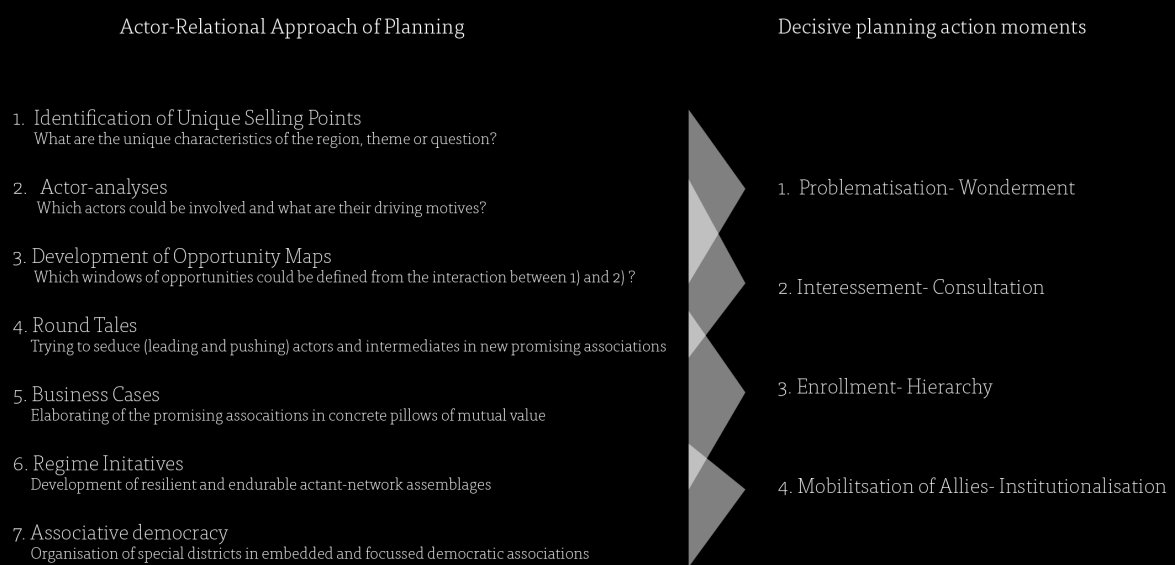 Actor-Relational Approach of Planning
Decisive planning action moments
1. Identification of Unique Selling Points
What are the unique characteristics of the region, theme or question?
2. Actor-analyses
Which actors could be involved and what are their driving motives?
3. Development of Opportunity Maps
Which windows of opportunities could be defined from the interaction between 1) and 2) ?
4. Round Tales
Trying to seduce (leading and pushing) actors and intermediates in new promising associations
5. Business Cases
Elaborating of the promising assocaitions in concrete pillows of mutual value
6. Regime Initatives
Development of resilient and endurable actant-network assemblages
7. Associative democracy
Organisation of special districts in embedded and focussed democratic associations
1. Problematisation- Wonderment
2. Interessement- Consultation
3. Enrollment- Hierarchy
4. Mobilitsation of Allies- Institutionalisation